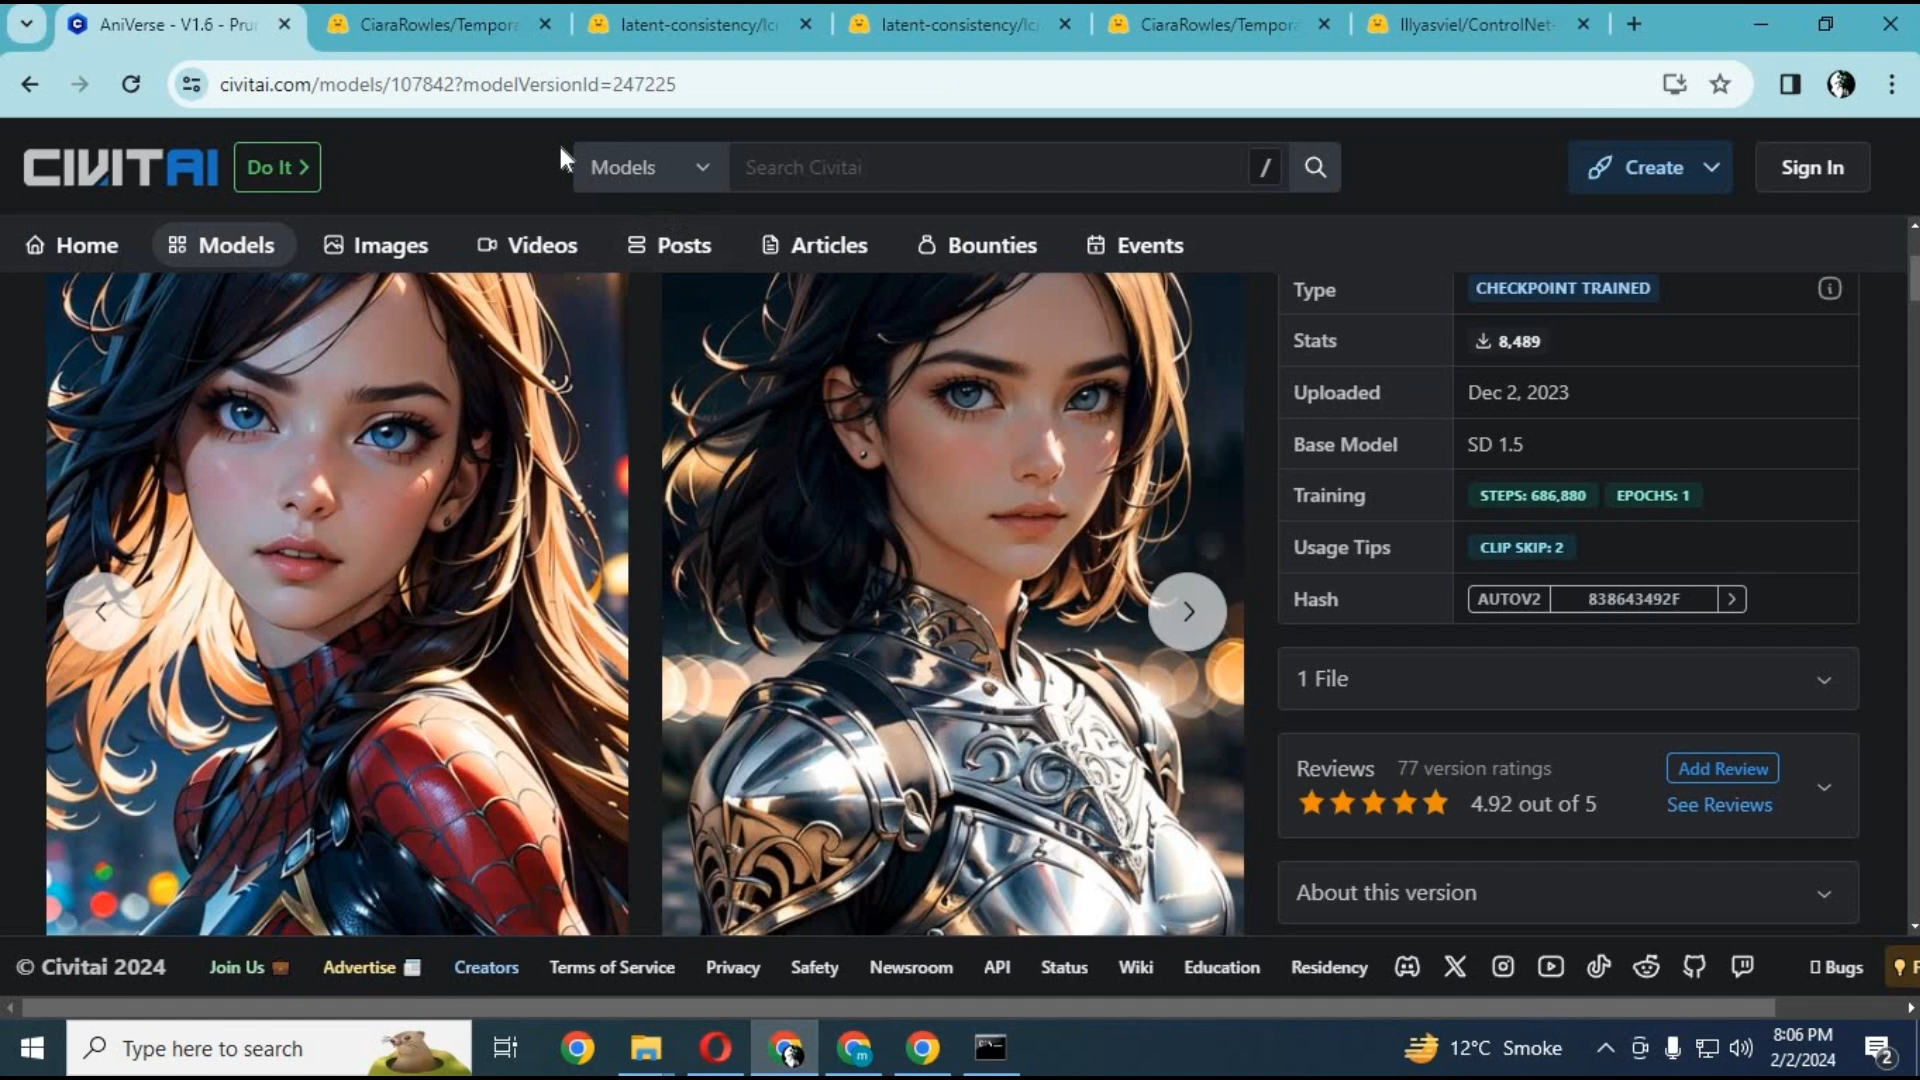 AniVerse - V1.6 - Prur
CiaraRowles/Tempora
latent-consistency/lc
latent-consistency/lc
CiaraRowles/Tempora
lllyasviel/ControlNet-
civitai.com/models/107842?modelVersionId=247225
CIVITAI
Do It
Models
Search Civitai
/
Create
Sign In
Home
Models
Images
Videos
Posts
Articles
Bounties
Events
Type
CHECKPOINT TRAINED
Stats
8,489
Uploaded
Dec 2, 2023
Base Model
SD 1.5
Training
STEPS: 686,880
EPOCHS: 1
Usage Tips
CLIP SKIP: 2
Hash
AUTOV2
838643492F
1 File
Reviews
77 version ratings
Add Review
4.92 out of 5
See Reviews
About this version
© Civitai 2024
Join Us
Advertise
Creators
Terms of Service
Privacy
Safety
Newsroom
API
Status
Wiki
Education
Residency
Bugs
F
Type here to search
12°C Smoke
8:06 PM
2/2/2024
2